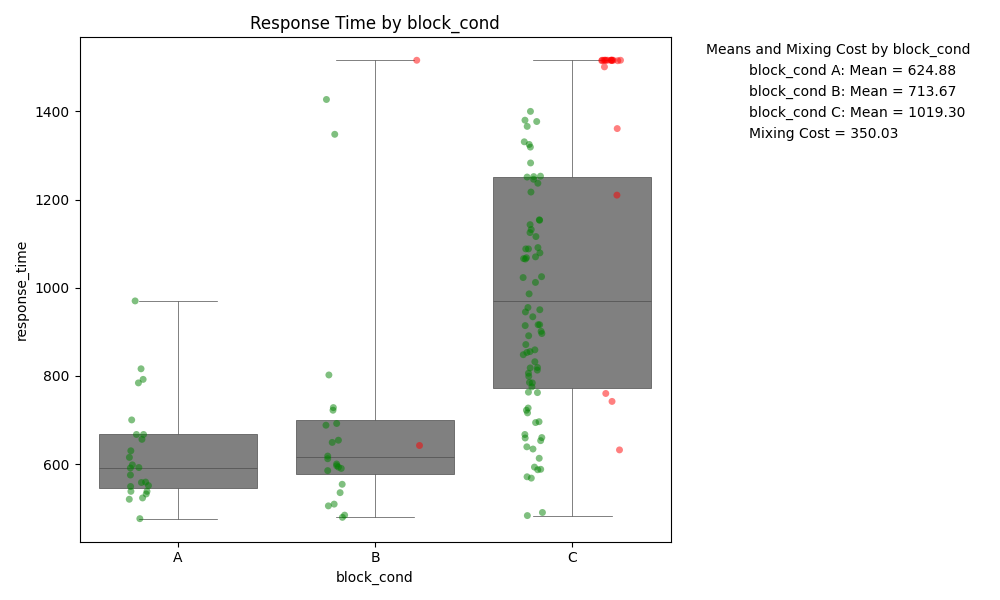 Response Time by block_cond
Means and Mixing Cost by block_cond
block_cond A: Mean = 624.88
block_cond B: Mean = 713.67
block_cond C: Mean = 1019.30
Mixing Cost = 350.03
response_time
1400
1200
1000
800
600
A
B
C
block_cond